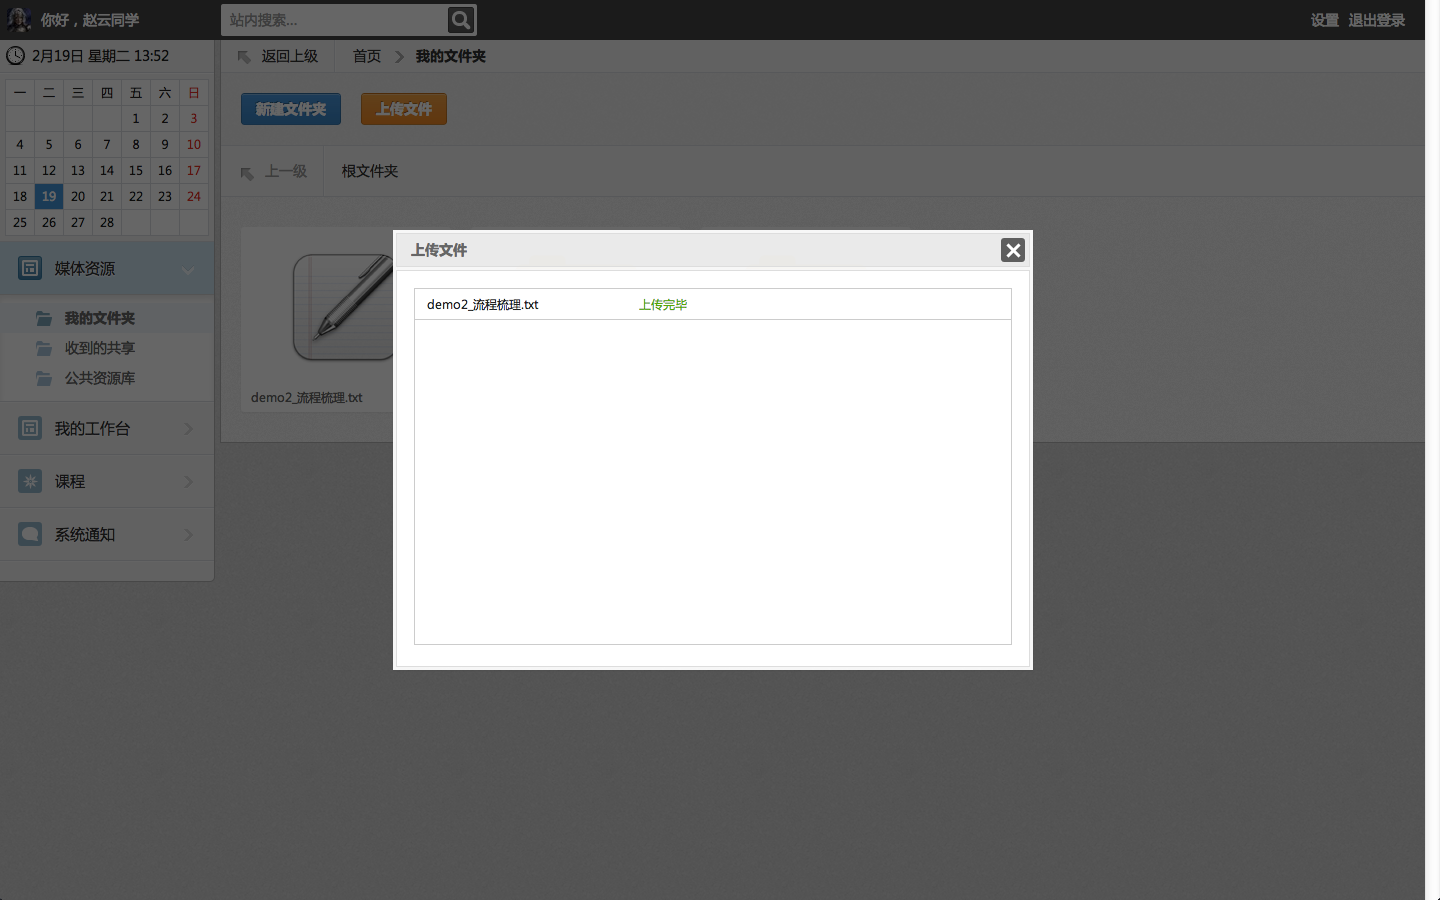 你好，赵云同学
站内搜索...
设置 退出登录
2月19日 星期二 13:52
返回上级 首页 我的文件夹
一 二 三 四 五 六 日
1 2 3
4 5 6 7 8 9 10
11 12 13 14 15 16 17
18 19 20 21 22 23 24
25 26 27 28
新建文件夹 上传文件
上一级 根文件夹
媒体资源
我的文件夹
收到的共享
公共资源库
我的工作台
课程
系统通知
demo2_流程梳理.txt
上传文件
demo2_流程梳理.txt 上传完毕